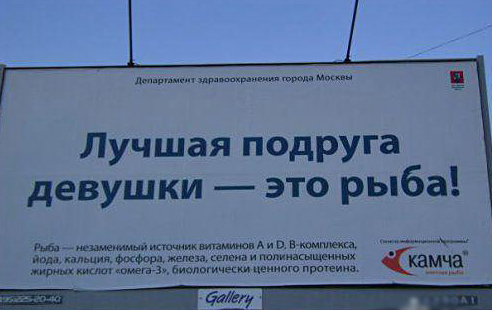 Департамент здравоохранения города Москвы
Лучшая подруга
девушки — это рыба!
Рыба — незаменимый источник витаминов A и D, B-комплекса,
йода, кальция, фосфора, железа, селена и полинасыщенных
жирных кислот «омега-3», биологически ценного протеина.
камча®
Gallery